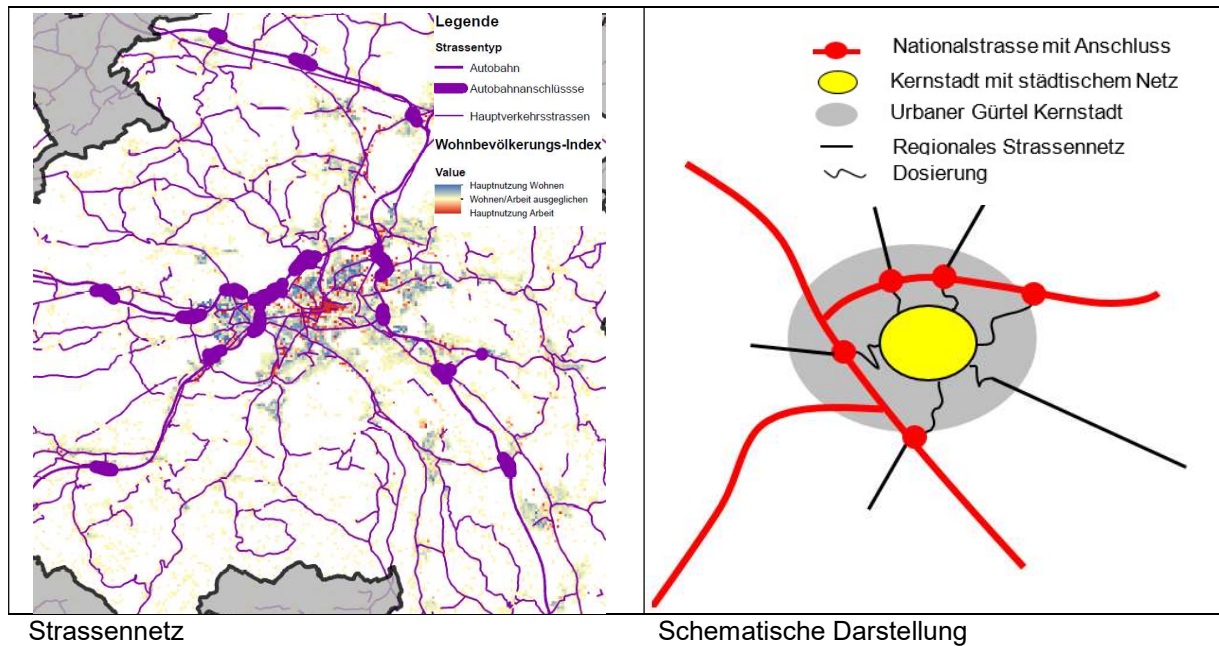 Legende
Strassentyp
Autobahn
Autobahnanschlüssse
Hauptverkehrsstrassen
Wohnbevölkerungs-Index
Value
Hauptnutzung Wohnen
Wohnen/Arbeit ausgeglichen
Hauptnutzung Arbeit
Nationalstrasse mit Anschluss
Kernstadt mit städtischem Netz
Urbaner Gürtel Kernstadt
Regionales Strassennetz
Dosierung
Strassennetz
Schematische Darstellung